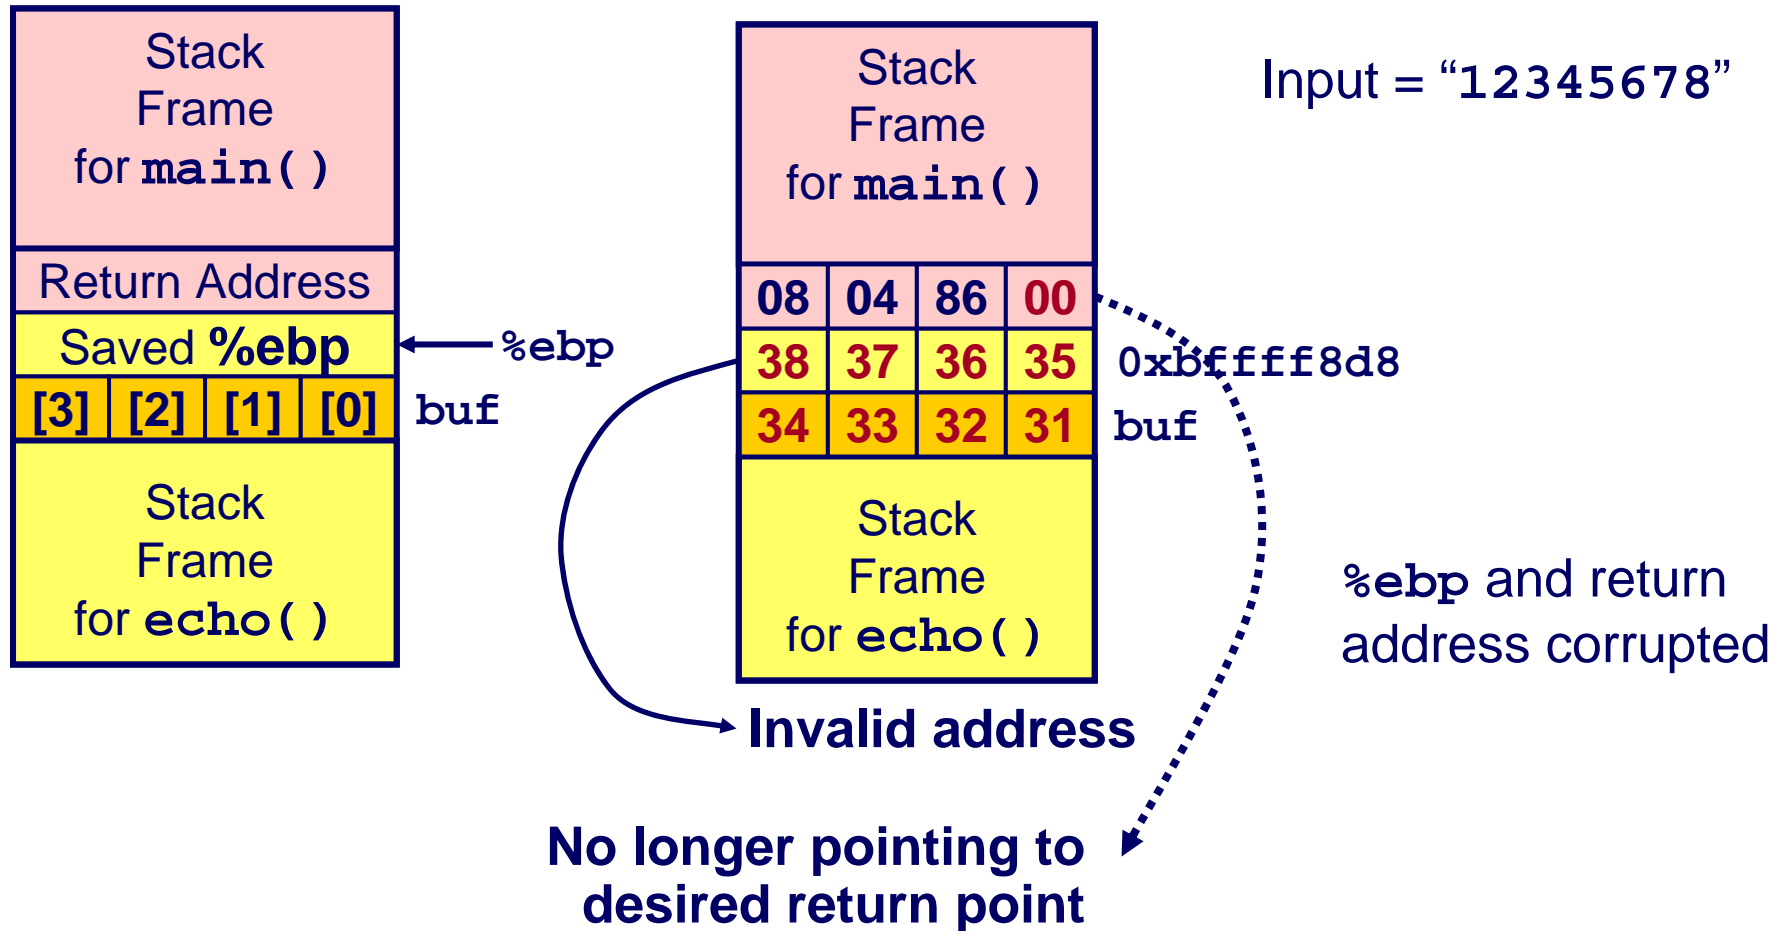 Stack
Frame
for main()
Return Address
Saved %ebp
%ebp
[3] [2] [1] [0] buf
Stack
Frame
for echo()
Stack
Frame
for main()
08 04 86 00
38 37 36 35 0xbffff8d8
34 33 32 31 buf
Stack
Frame
for echo()
Input = “12345678”
%ebp and return
address corrupted
Invalid address
No longer pointing to
desired return point